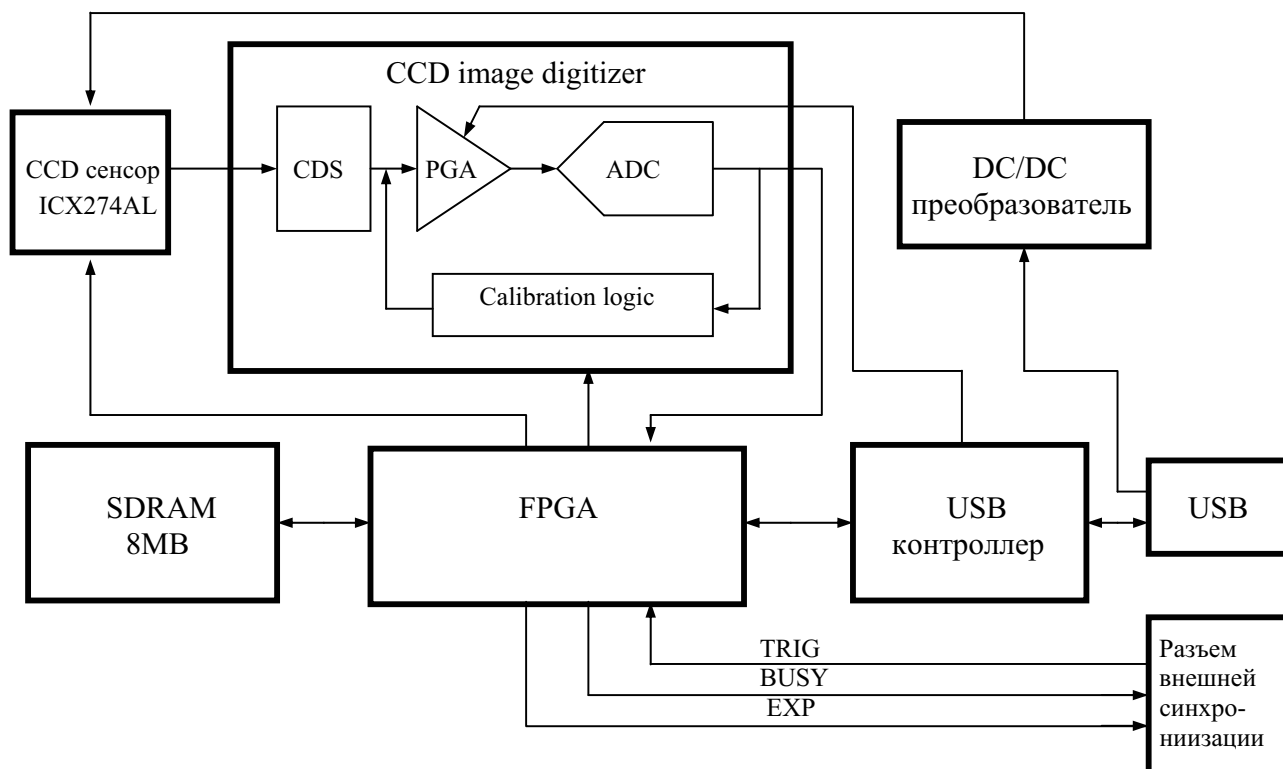 CCD image digitizer
CCD сенсор
ICX274AL
CDS
PGA
ADC
DC/DC
преобразователь
Calibration logic
SDRAM
8MB
FPGA
USB
контроллер
USB
TRIG
BUSY
EXP
Разъем
внешней
синхро-
ниизации